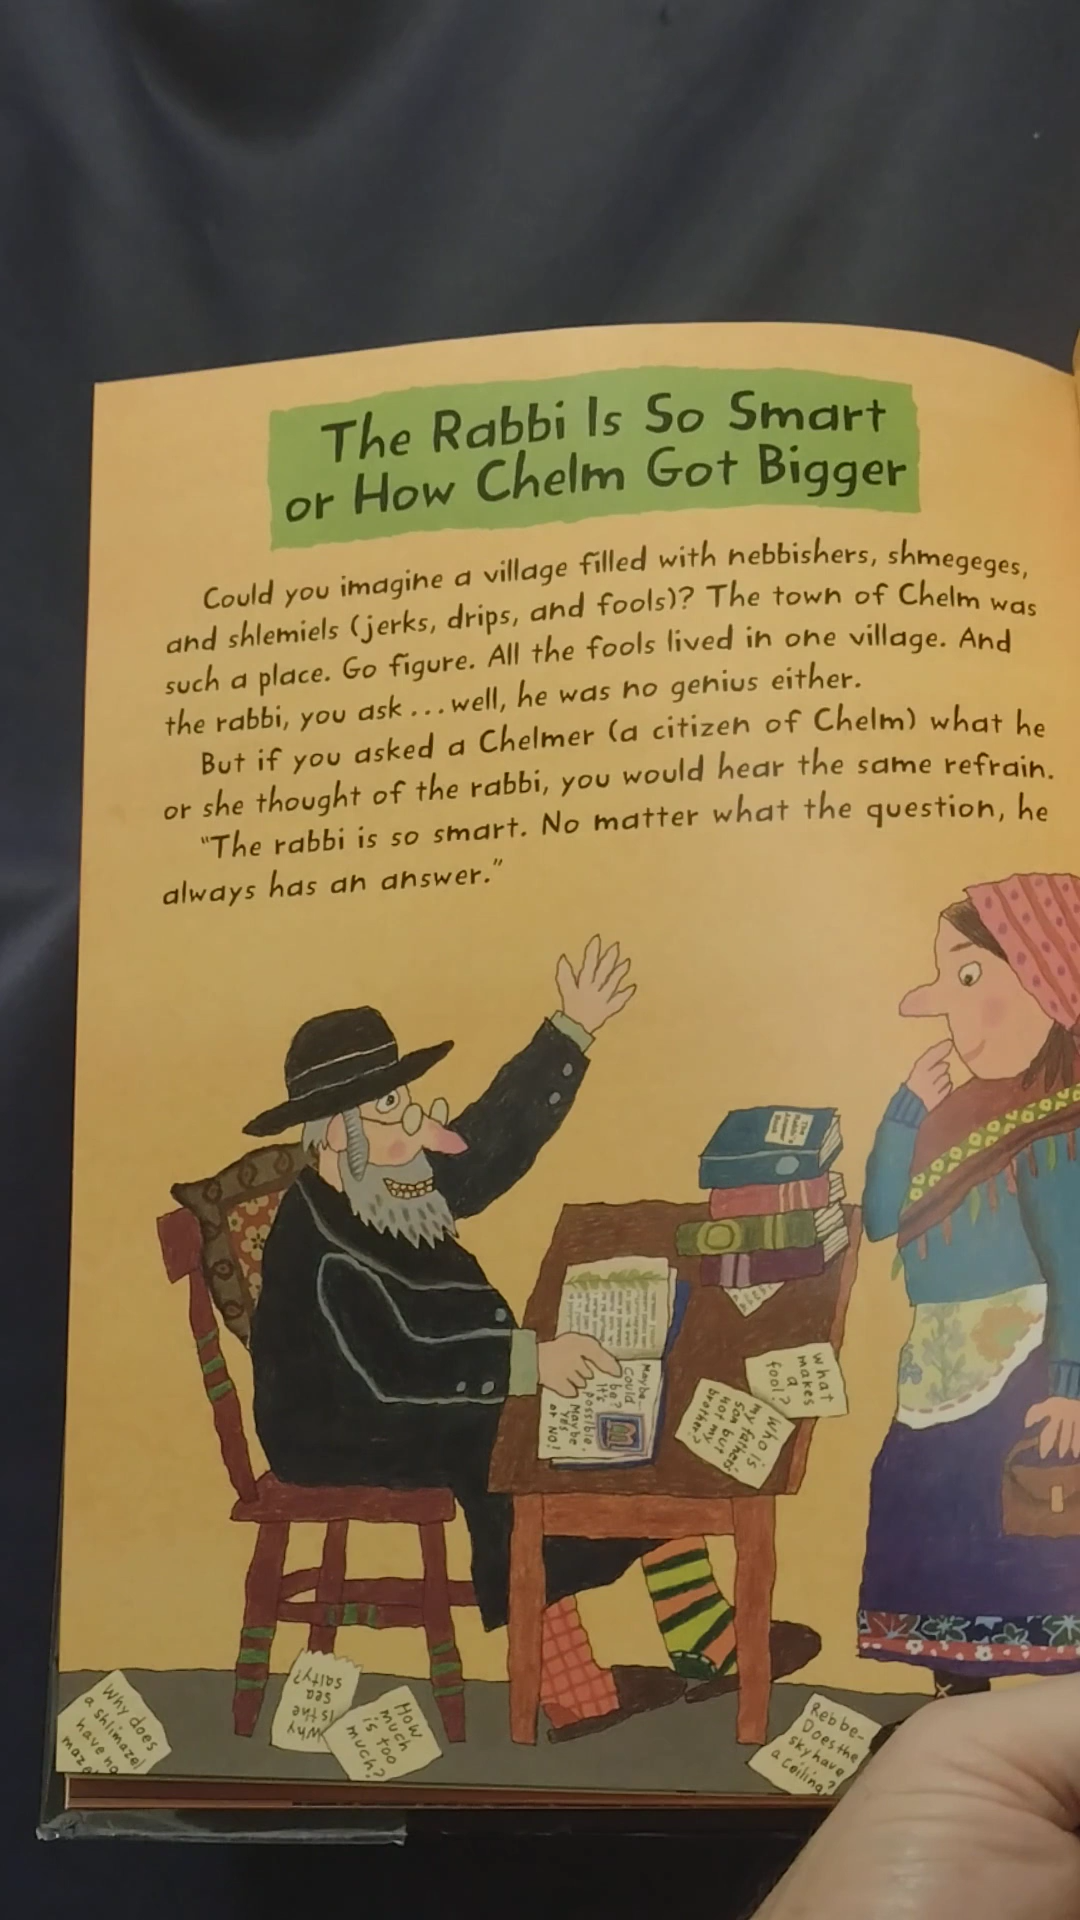 The Rabbi Is So Smart
or How Chelm Got Bigger
Could you imagine a village filled with nebbishers, shmegeges,
and shlemiels (jerks, drips, and fools)? The town of Chelm was
such a place. Go figure. All the fools lived in one village. And
the rabbi, you ask...well, he was no genius either.
But if you asked a Chelmer (a citizen of Chelm) what he
or she thought of the rabbi, you would hear the same refrain.
“The rabbi is so smart. No matter what the question, he
always has an answer.”
The
Rabbi's
Answer
Book
Maybe.
Could
be?
It's
possible.
Maybe
yes
or NO!
what
makes
a
fool?
Who is
my fathers'
son but
not my
brother?
Why does
a shlimazel
have no
Why
Is the
sea
salty?
How
much
is too
much?
Rebbe-
Does the
sky have
a ceiling?